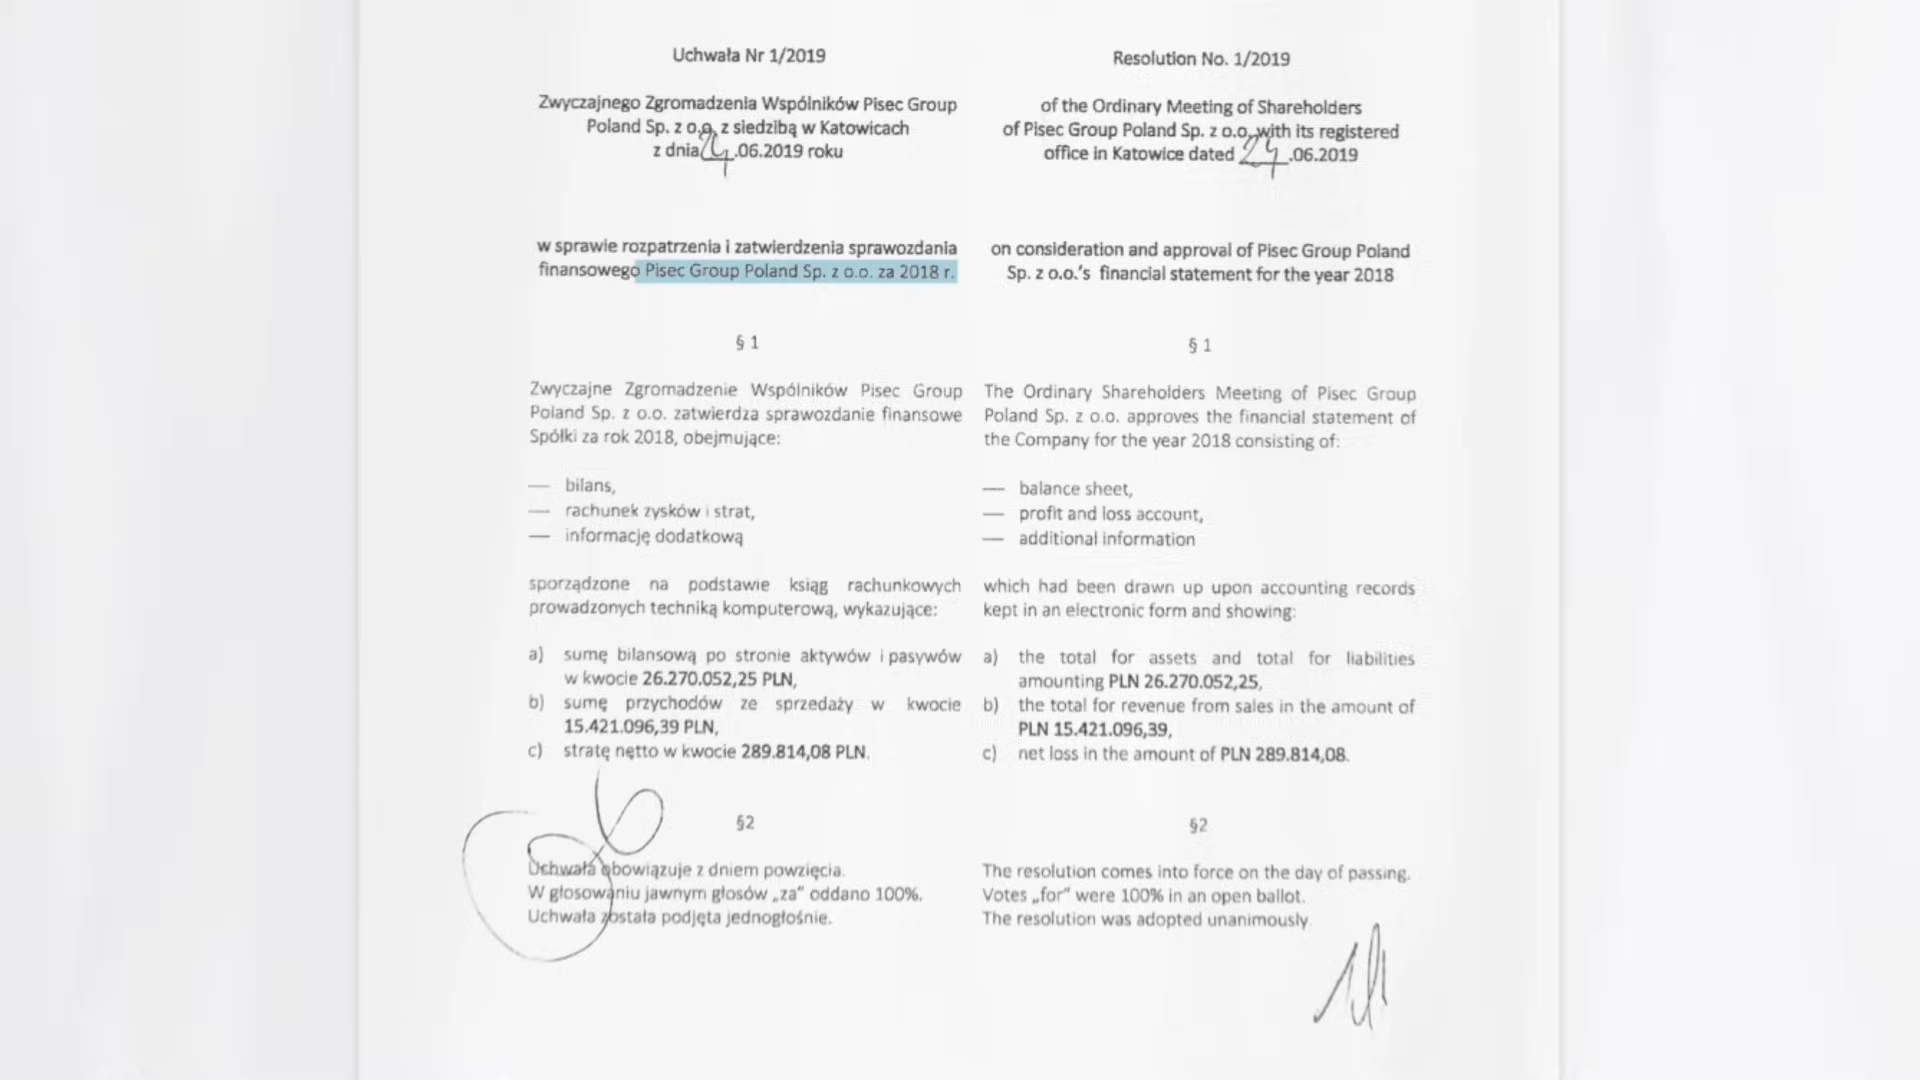 Uchwała Nr 1/2019
Zwyczajnego Zgromadzenia Wspólników Pisec Group
Poland Sp. z o.o. z siedzibą w Katowicach
z dnia 24.06.2019 roku
w sprawie rozpatrzenia i zatwierdzenia sprawozdania
finansowego Pisec Group Poland Sp. z o.o. za 2018 r.
§ 1
Zwyczajne Zgromadzenie Wspólników Pisec Group
Poland Sp. z o.o. zatwierdza sprawozdanie finansowe
Spółki za rok 2018, obejmujące:
— bilans,
— rachunek zysków i strat,
— informację dodatkową
sporządzone na podstawie ksiąg rachunkowych
prowadzonych techniką komputerową, wykazujące:
a) sumę bilansową po stronie aktywów i pasywów
w kwocie 26.270.052,25 PLN,
b) sumę przychodów ze sprzedaży w kwocie
15.421.096,39 PLN,
c) stratę netto w kwocie 289.814,08 PLN.
§2
Uchwała obowiązuje z dniem powzięcia.
W głosowaniu jawnym głosów „za” oddano 100%.
Uchwała została podjęta jednogłośnie.
Resolution No. 1/2019
of the Ordinary Meeting of Shareholders
of Pisec Group Poland Sp. z o.o. with its registered
office in Katowice dated 24.06.2019
on consideration and approval of Pisec Group Poland
Sp. z o.o.'s financial statement for the year 2018
§ 1
The Ordinary Shareholders Meeting of Pisec Group
Poland Sp. z o.o. approves the financial statement of
the Company for the year 2018 consisting of:
— balance sheet,
— profit and loss account,
— additional information
which had been drawn up upon accounting records
kept in an electronic form and showing:
a) the total for assets and total for liabilities
amounting PLN 26.270.052,25,
b) the total for revenue from sales in the amount of
PLN 15.421.096,39,
c) net loss in the amount of PLN 289.814,08.
§2
The resolution comes into force on the day of passing.
Votes „for” were 100% in an open ballot.
The resolution was adopted unanimously.